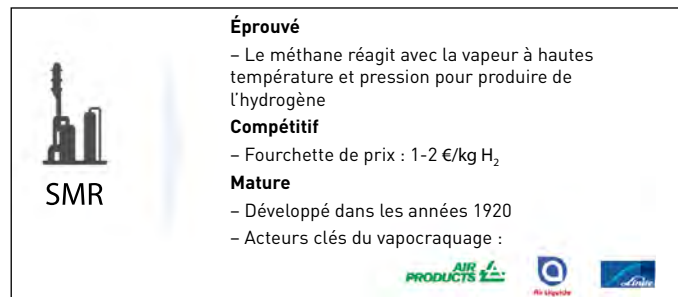 Éprouvé
– Le méthane réagit avec la vapeur à hautes
température et pression pour produire de
l'hydrogène
Compétitif
– Fourchette de prix : 1-2 €/kg H₂
Mature
– Développé dans les années 1920
– Acteurs clés du vapocraquage :
SMR
AIR
PRODUCTS
Air Liquide
Linde